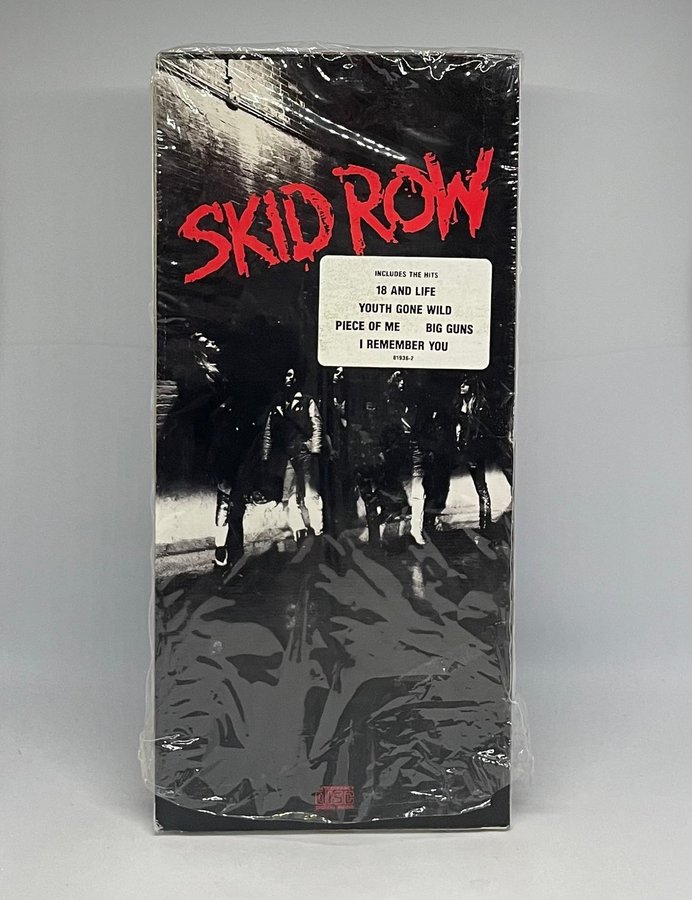 SKID ROW
INCLUDES THE HITS
18 AND LIFE
YOUTH GONE WILD
PIECE OF ME BIG GUNS
I REMEMBER YOU
81936-2
disc